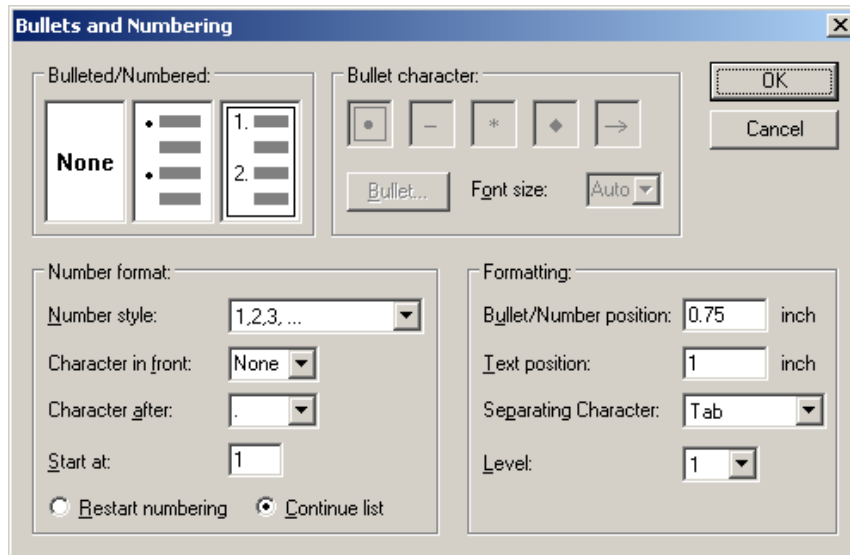 Bullets and Numbering
Bulleted/Numbered:
None
1.
2.
Bullet character:
•
–
*
◆
→
Bullet...
Font size:
Auto
OK
Cancel
Number format:
Number style:
1,2,3, ...
Character in front:
None
Character after:
.
Start at:
1
Restart numbering
Continue list
Formatting:
Bullet/Number position:
0.75
inch
Text position:
1
inch
Separating Character:
Tab
Level:
1